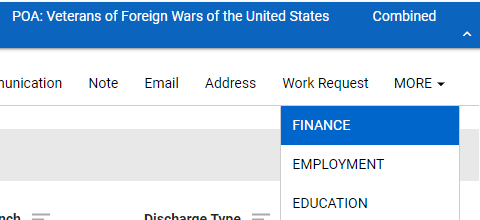 POA: Veterans of Foreign Wars of the United States Combined
Note Email Address Work Request MORE
FINANCE
EMPLOYMENT
EDUCATION
Discharge Type